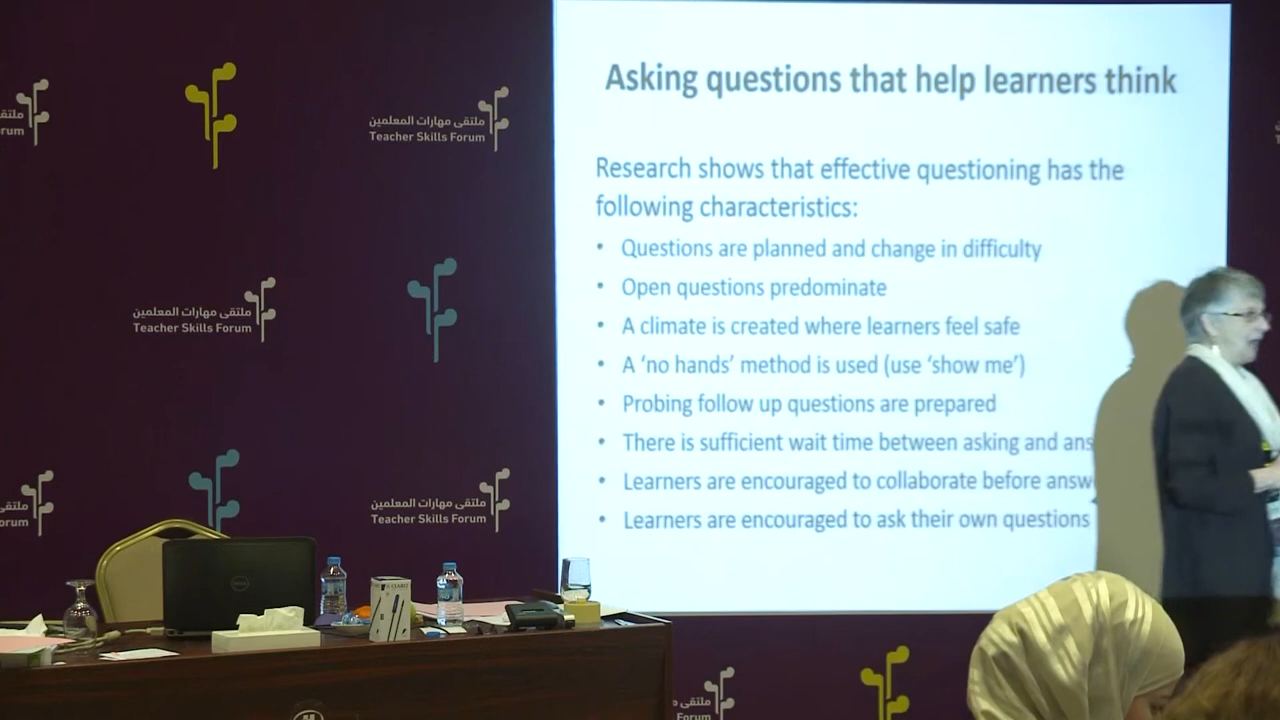 Asking questions that help learners think
Research shows that effective questioning has the
following characteristics:
• Questions are planned and change in difficulty
• Open questions predominate
• A climate is created where learners feel safe
• A ‘no hands’ method is used (use ‘show me’)
• Probing follow up questions are prepared
• There is sufficient wait time between asking and ans
• Learners are encouraged to collaborate before answ
• Learners are encouraged to ask their own questions
ملتقى مهارات المعلمين
Teacher Skills Forum
ملتقى مهارات المعلمين
Teacher Skills Forum
ملتقى مهارات المعلمين
Teacher Skills Forum
ملتقى
orum
Forum
DELL